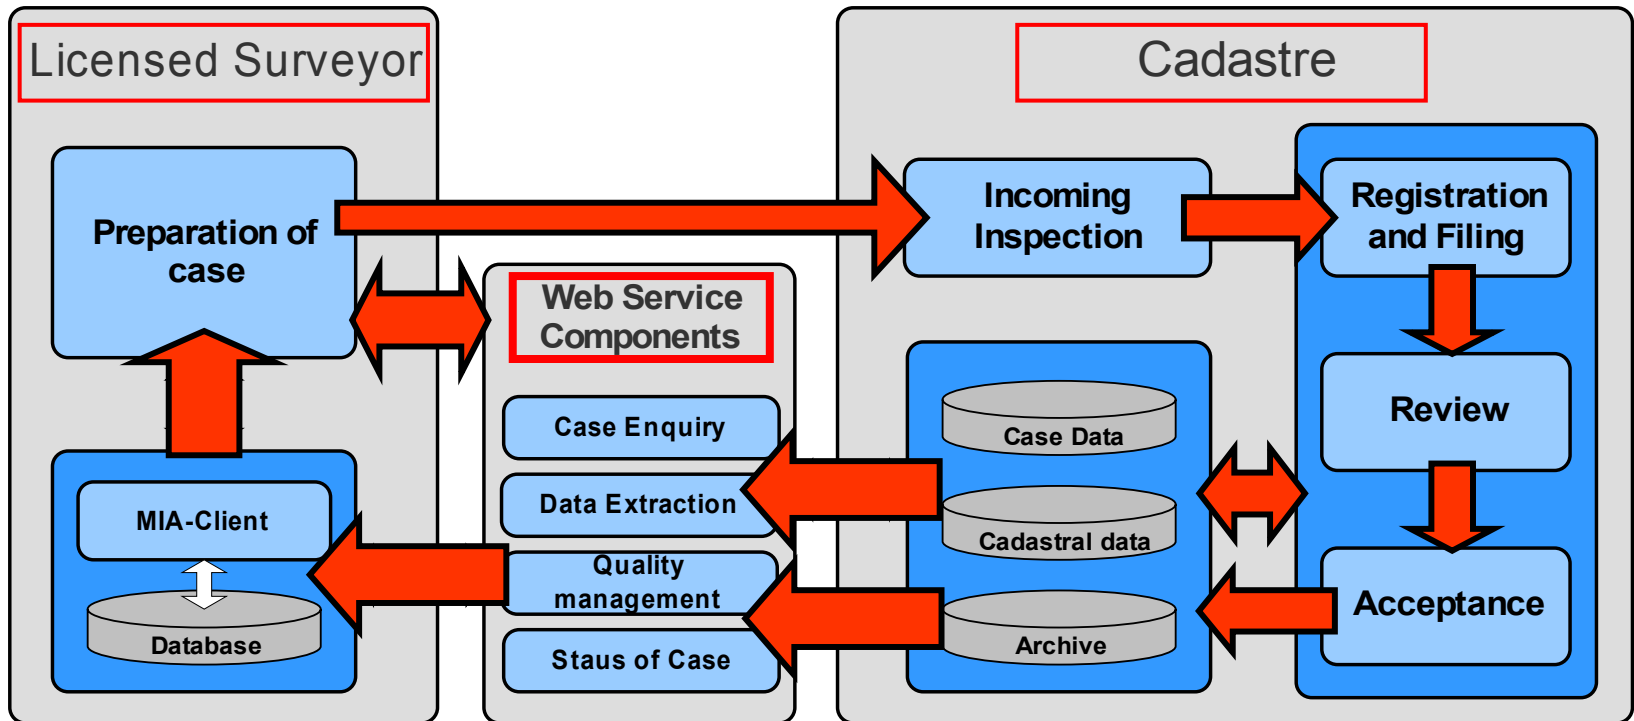 Licensed Surveyor
Preparation of
case
MIA-Client
Database
Web Service
Components
Case Enquiry
Data Extraction
Quality
management
Staus of Case
Cadastre
Incoming
Inspection
Registration
and Filing
Review
Acceptance
Case Data
Cadastral data
Archive